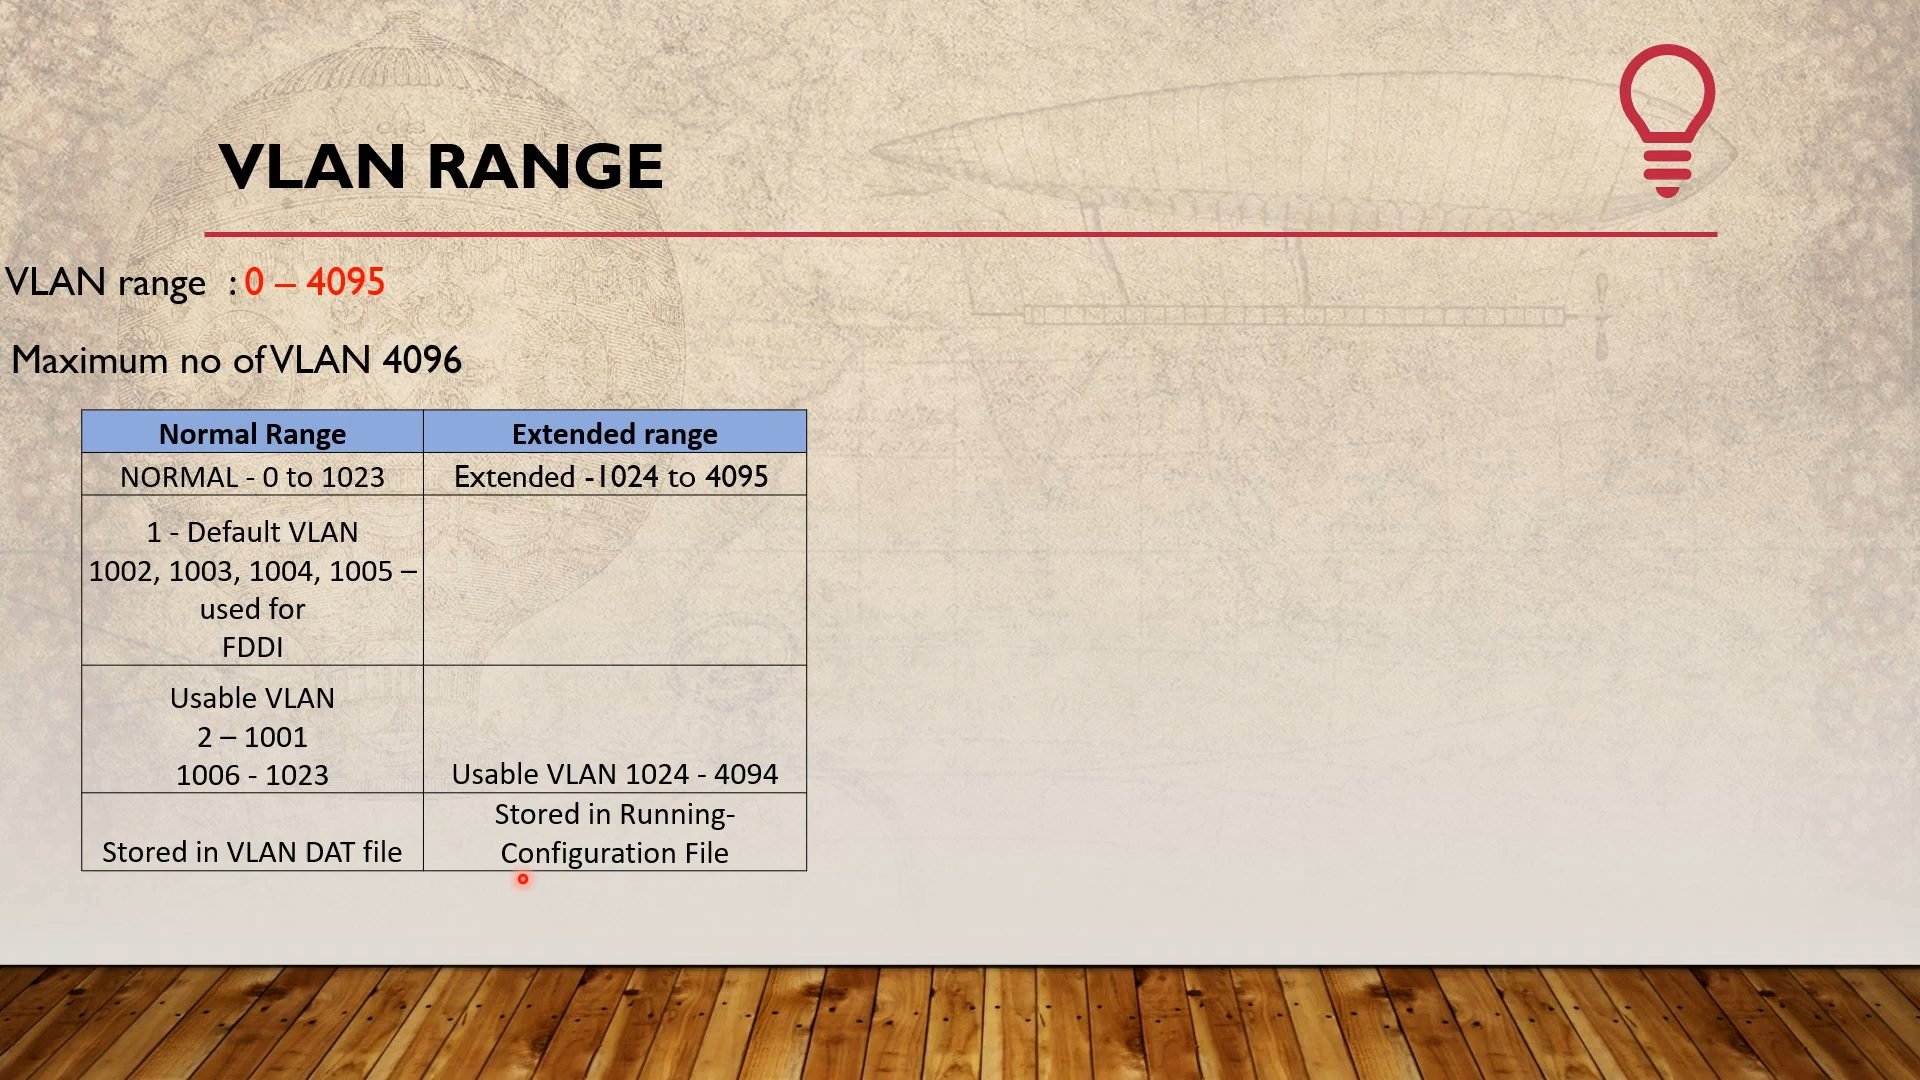 VLAN RANGE
VLAN range : 0 – 4095
Maximum no of VLAN 4096
Normal Range
Extended range
NORMAL - 0 to 1023
Extended -1024 to 4095
1 - Default VLAN
1002, 1003, 1004, 1005 –
used for
FDDI
Usable VLAN
2 – 1001
1006 - 1023
Usable VLAN 1024 - 4094
Stored in VLAN DAT file
Stored in Running-
Configuration File